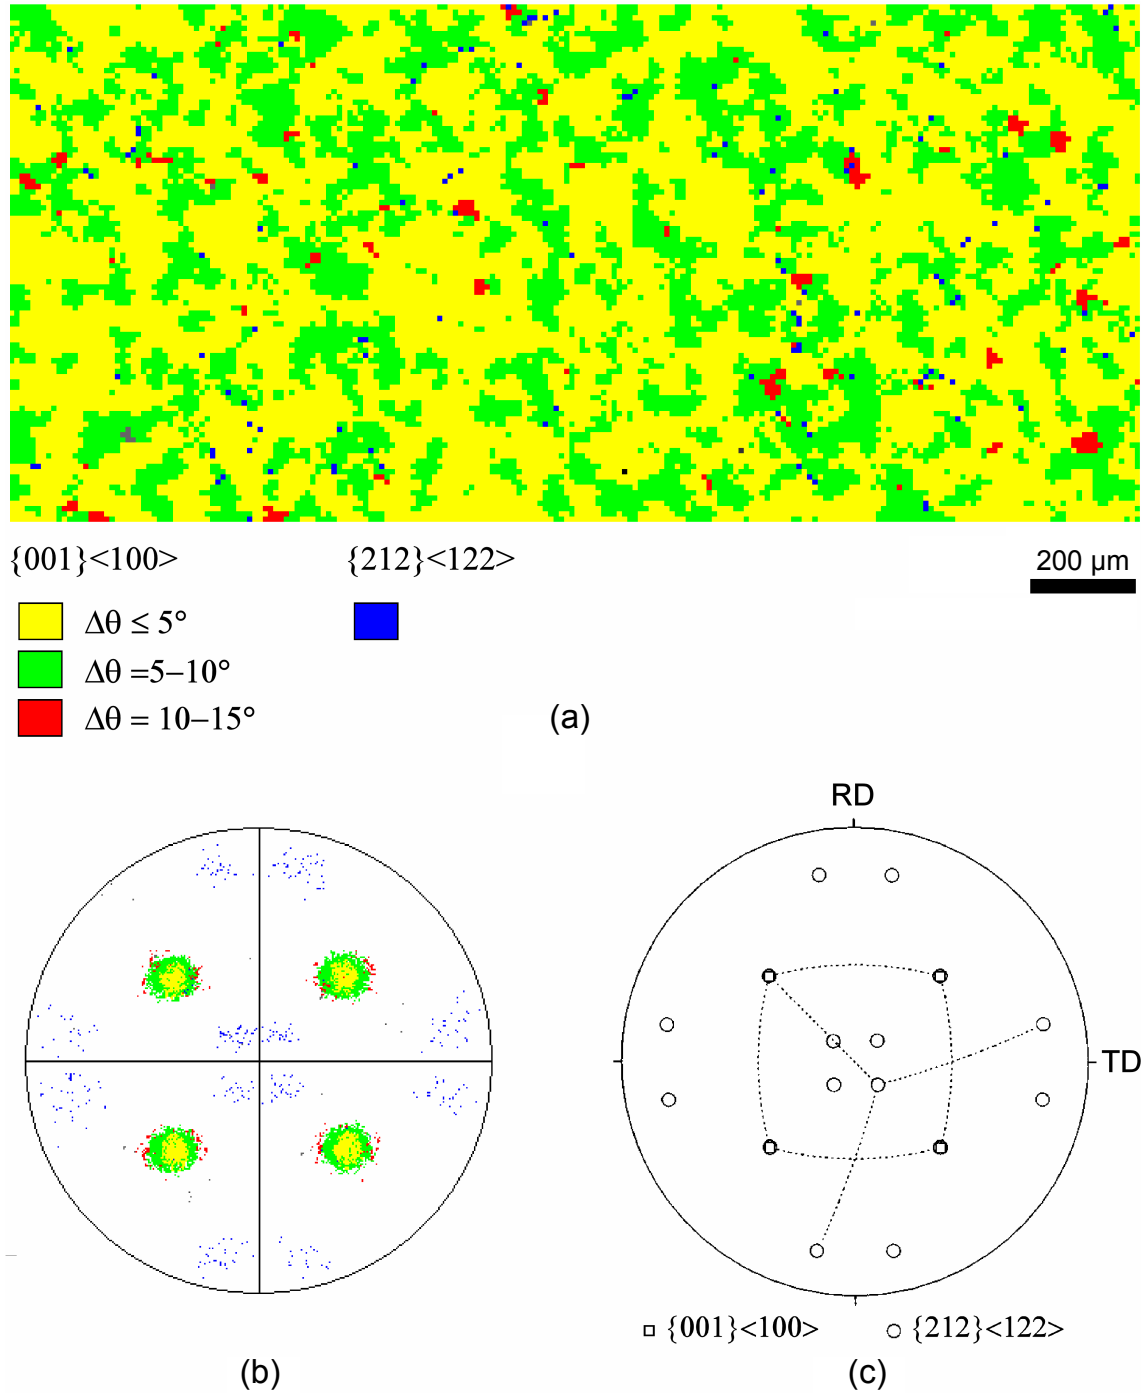 {001}<100> {212}<122>
200 µm
Δθ ≤ 5°
Δθ =5–10°
Δθ = 10–15°
(a)
RD
TD
{001}<100> {212}<122>
(b) (c)